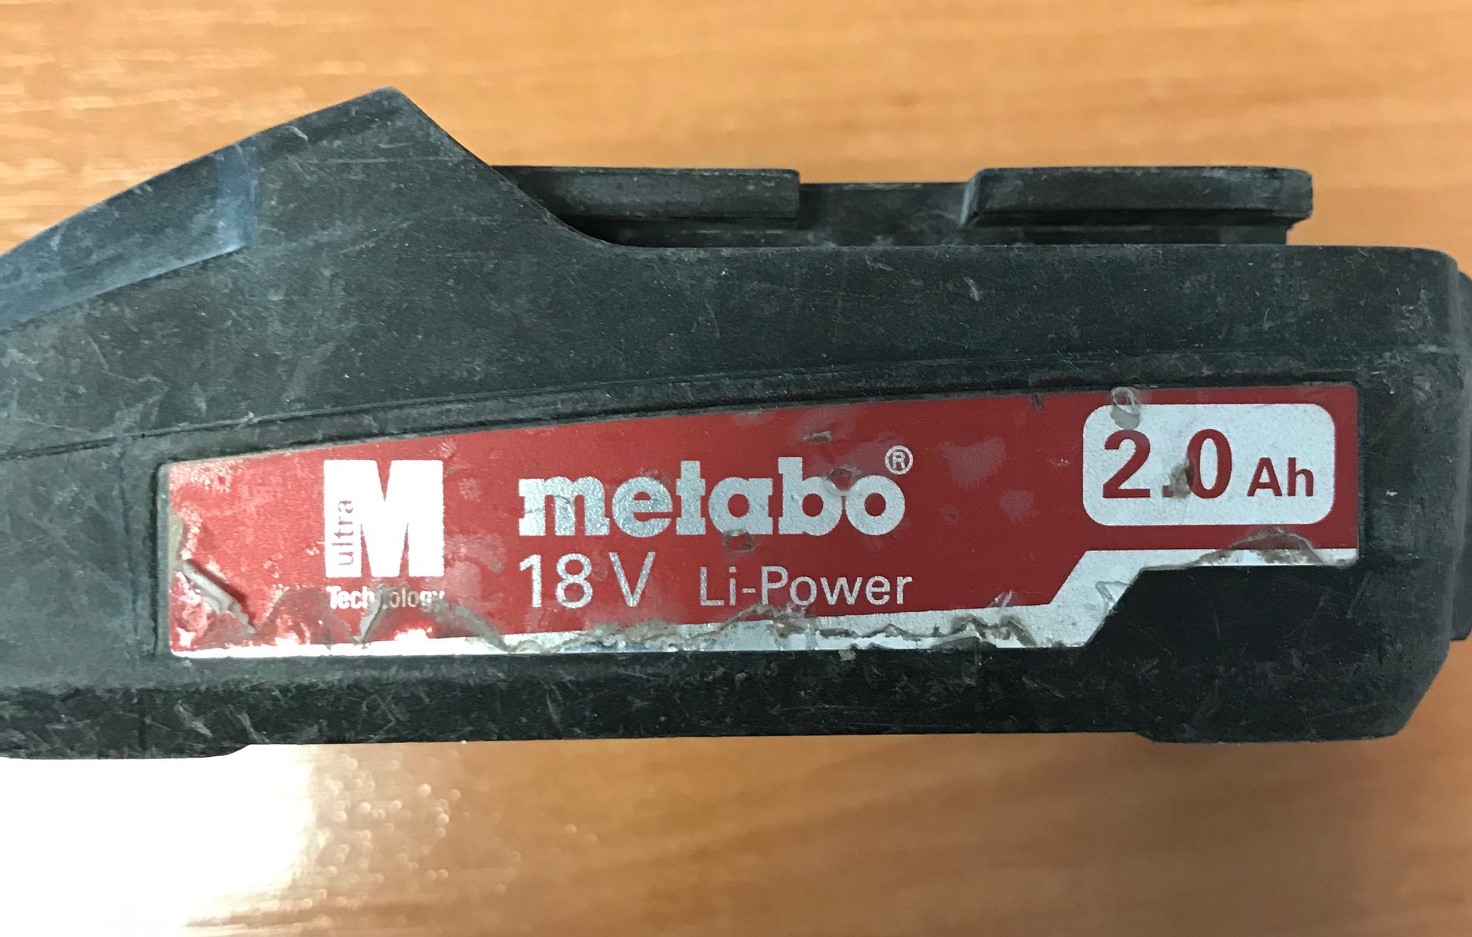 ultra M
Technology
metabo®
18 V Li-Power
2.0 Ah